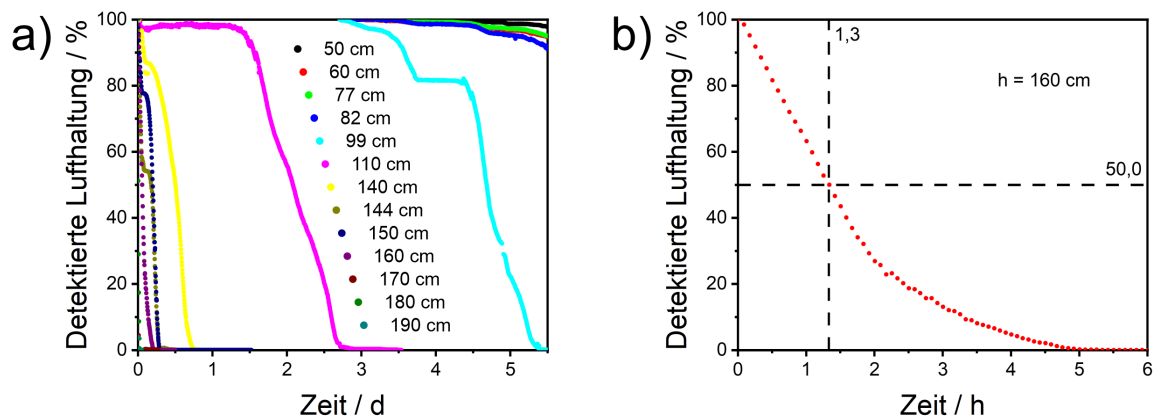 a)
Detektierte Lufthaltung / %
100
80
60
40
20
0
50 cm
60 cm
77 cm
82 cm
99 cm
110 cm
140 cm
144 cm
150 cm
160 cm
170 cm
180 cm
190 cm
0 1 2 3 4 5
Zeit / d
b)
Detektierte Lufthaltung / %
100
80
60
40
20
0
1,3
h = 160 cm
50,0
0 1 2 3 4 5 6
Zeit / h